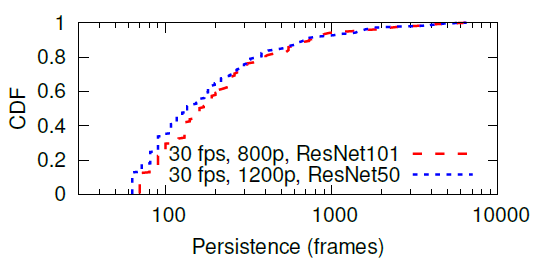 1
0.8
0.6
0.4
0.2
0
CDF
30 fps, 800p, ResNet101
30 fps, 1200p, ResNet50
100
1000
10000
Persistence (frames)